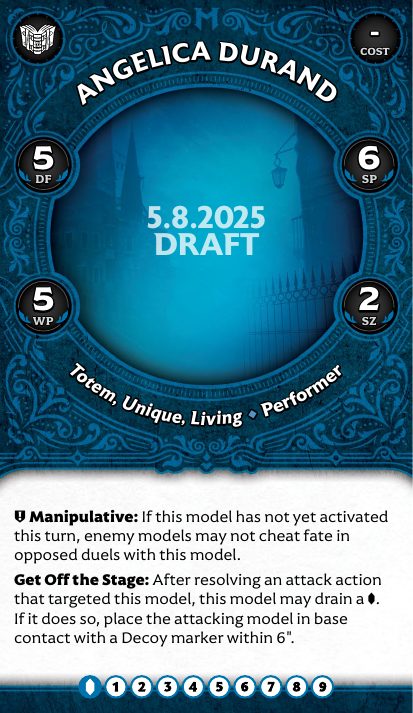 -
COST
ANGELICA DURAND
5
DF
6
SP
5.8.2025
DRAFT
5
WP
2
SZ
Totem, Unique, Living ⬥ Performer
Manipulative: If this model has not yet activated
this turn, enemy models may not cheat fate in
opposed duels with this model.
Get Off the Stage: After resolving an attack action
that targeted this model, this model may drain a ⬮.
If it does so, place the attacking model in base
contact with a Decoy marker within 6".
1 2 3 4 5 6 7 8 9